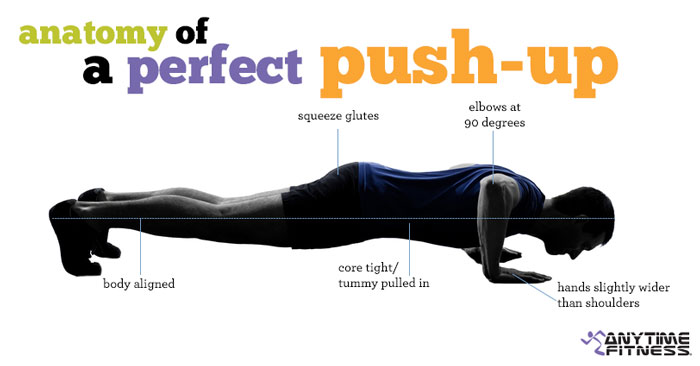 anatomy of
a perfect push-up
squeeze glutes
elbows at
90 degrees
body aligned
core tight/
tummy pulled in
hands slightly wider
than shoulders
ANYTIME
FITNESS